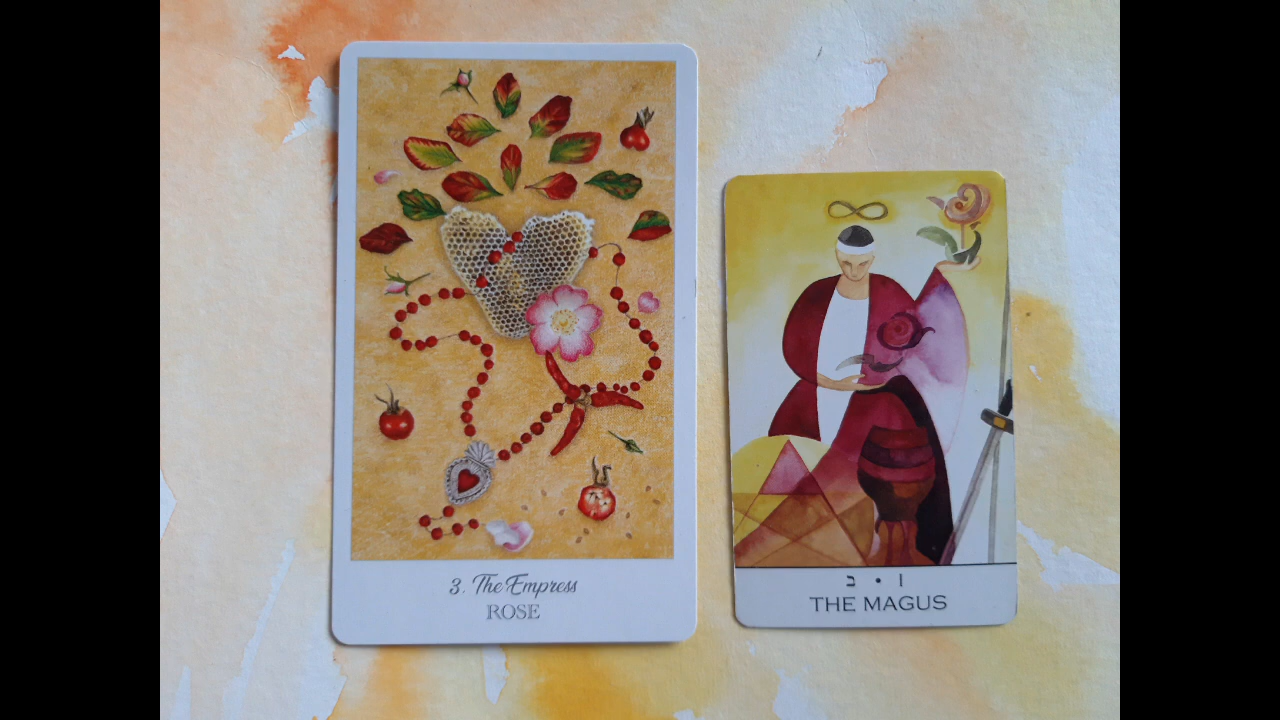 3. The Empress
ROSE
ב • I
THE MAGUS